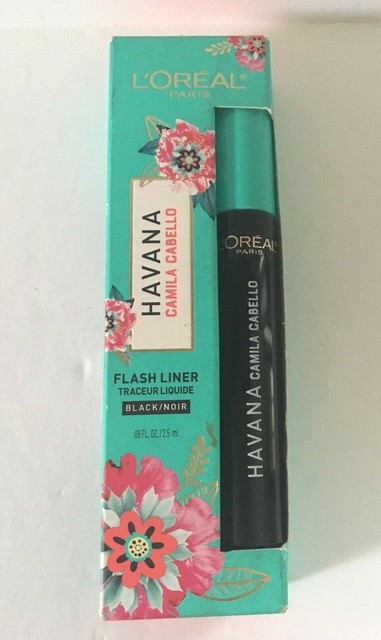 L'ORÉAL®
PARIS
HAVANA
CAMILA CABELLO
FLASH LINER
TRACEUR LIQUIDE
BLACK/NOIR
.08 FL. OZ./2.5 ml
L'ORÉAL
PARIS
HAVANA CAMILA CABELLO